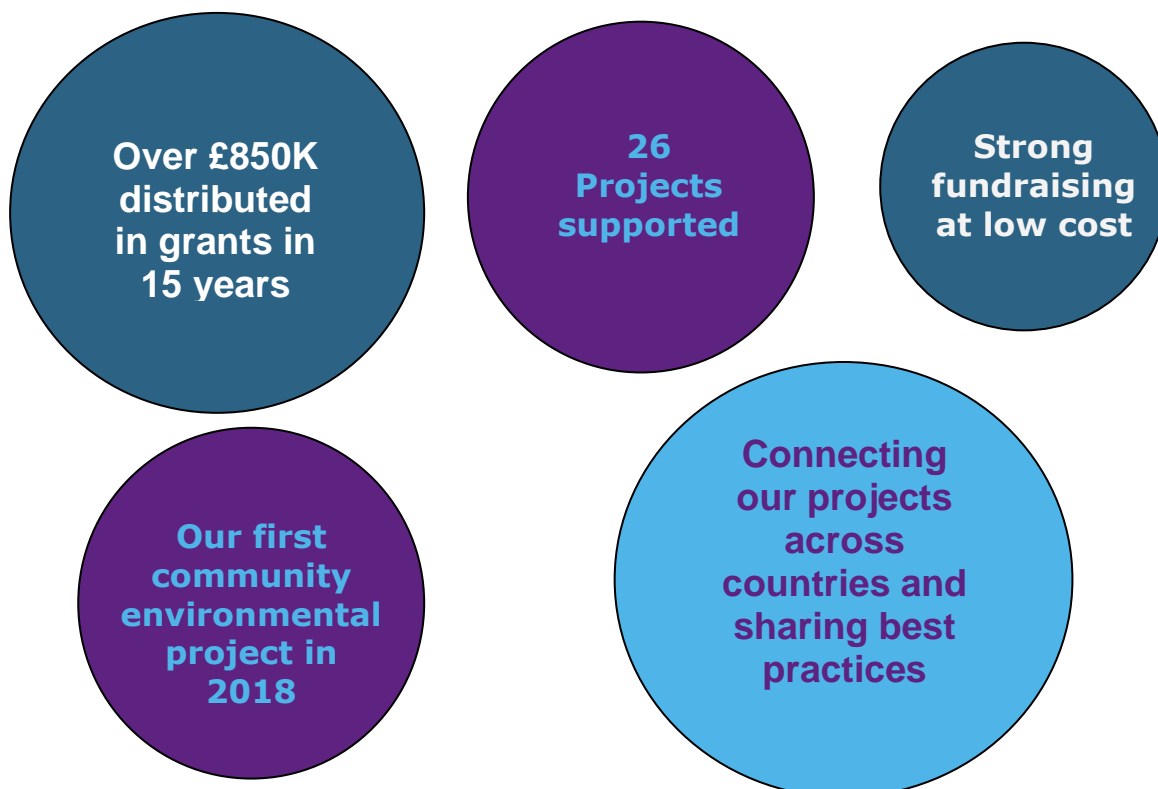 Over £850K
distributed
in grants in
15 years
26
Projects
supported
Strong
fundraising
at low cost
Our first
community
environmental
project in
2018
Connecting
our projects
across
countries and
sharing best
practices